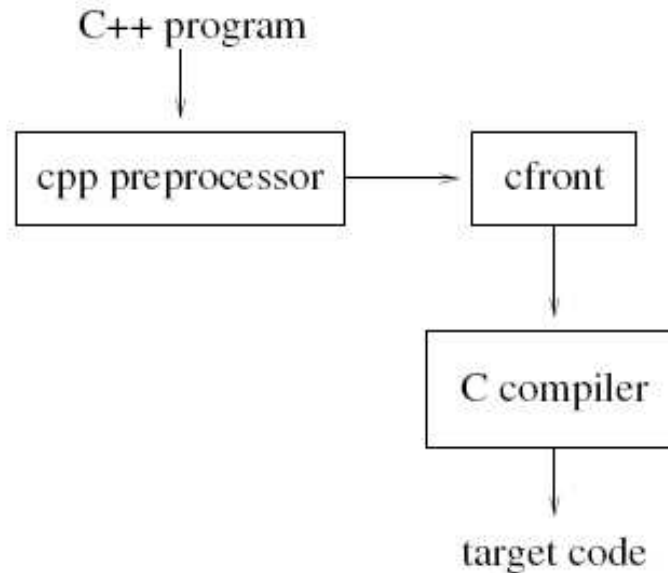 C++ program
cpp preprocessor
cfront
C compiler
target code